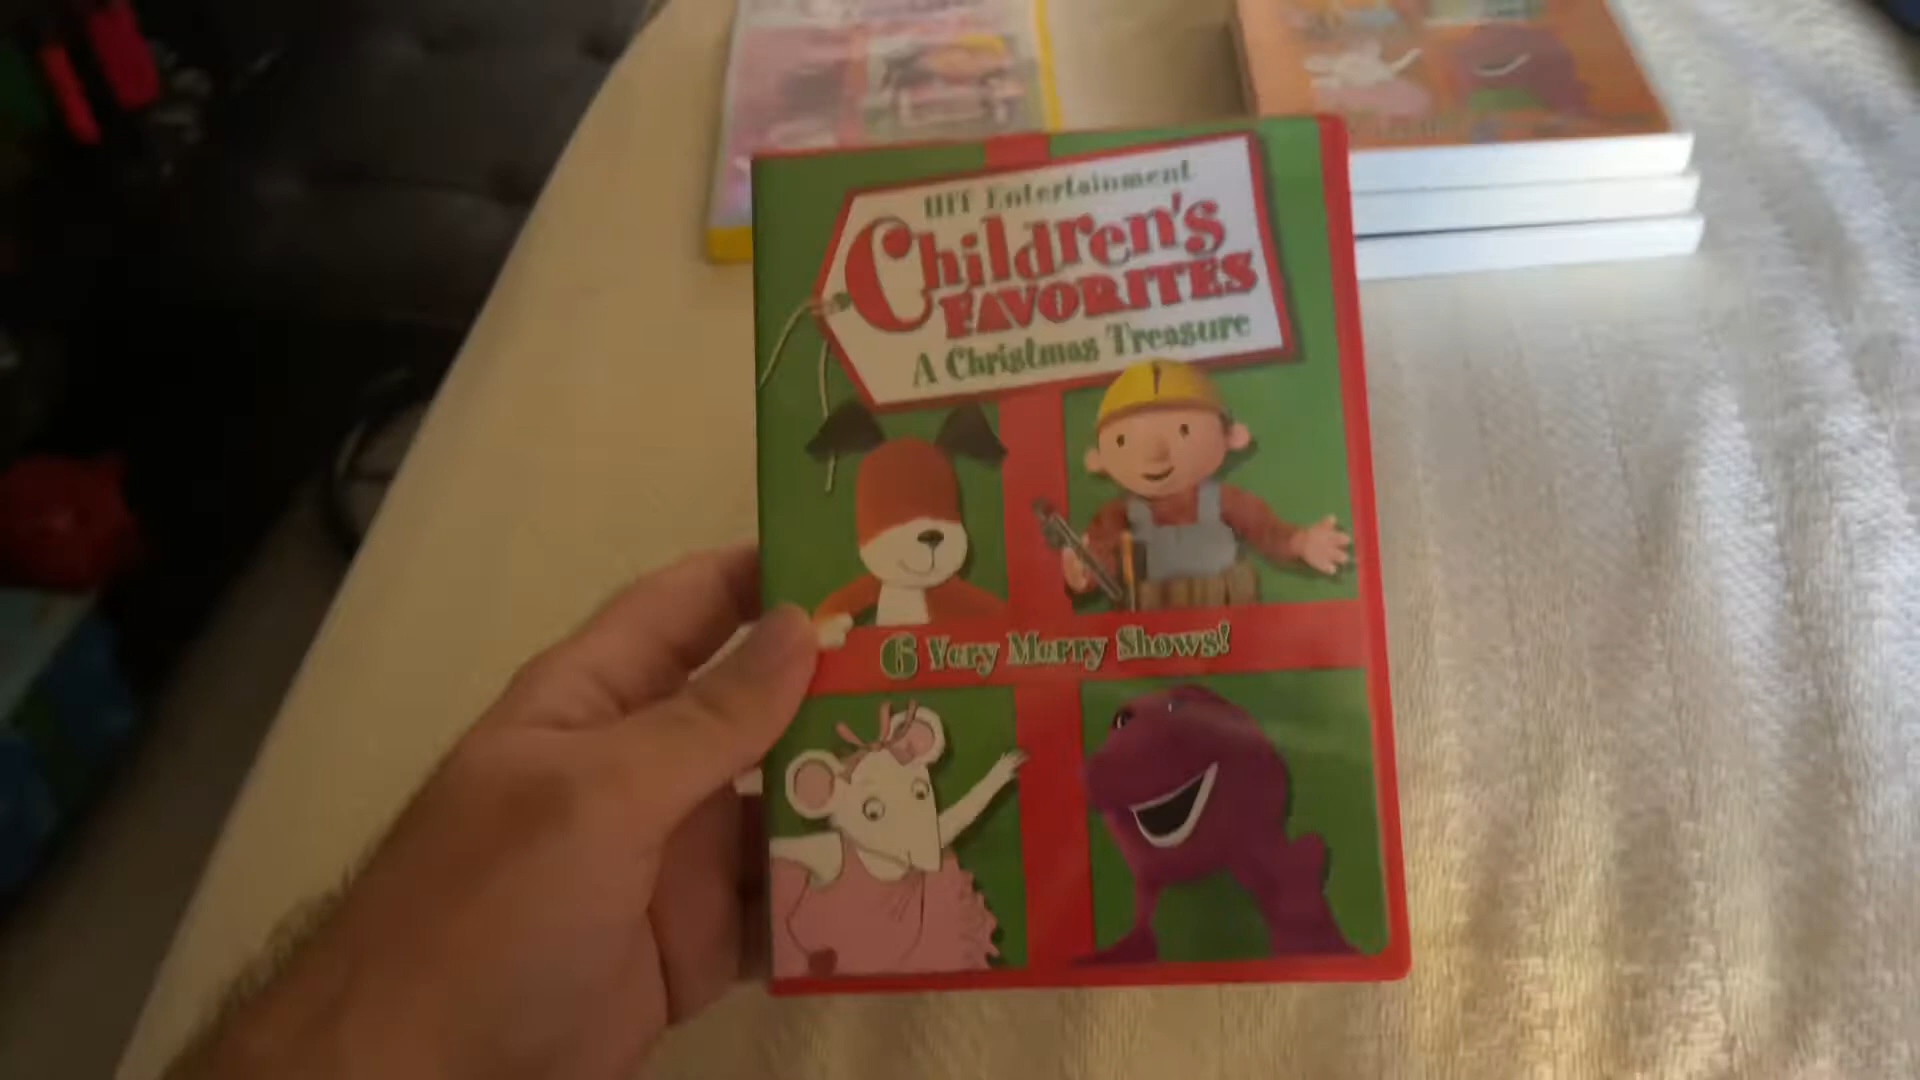 HIT Entertainment
Children's
FAVORITES
A Christmas Treasure
6 Very Merry Shows!